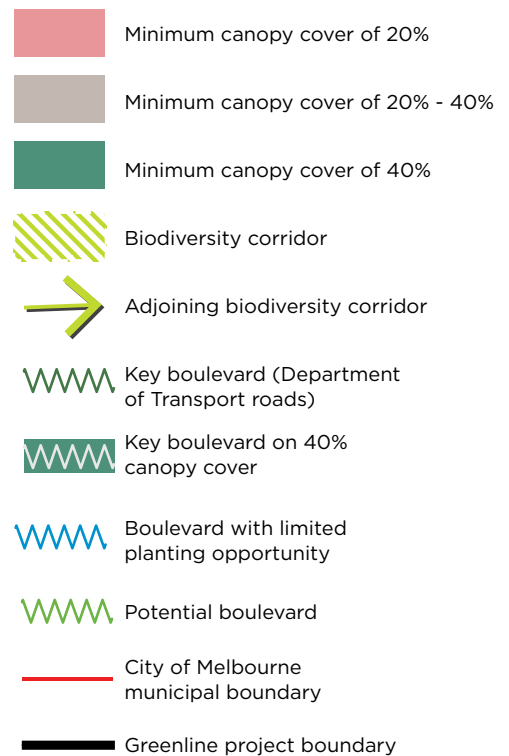 Minimum canopy cover of 20%
Minimum canopy cover of 20% - 40%
Minimum canopy cover of 40%
Biodiversity corridor
Adjoining biodiversity corridor
Key boulevard (Department
of Transport roads)
Key boulevard on 40%
canopy cover
Boulevard with limited
planting opportunity
Potential boulevard
City of Melbourne
municipal boundary
Greenline project boundary